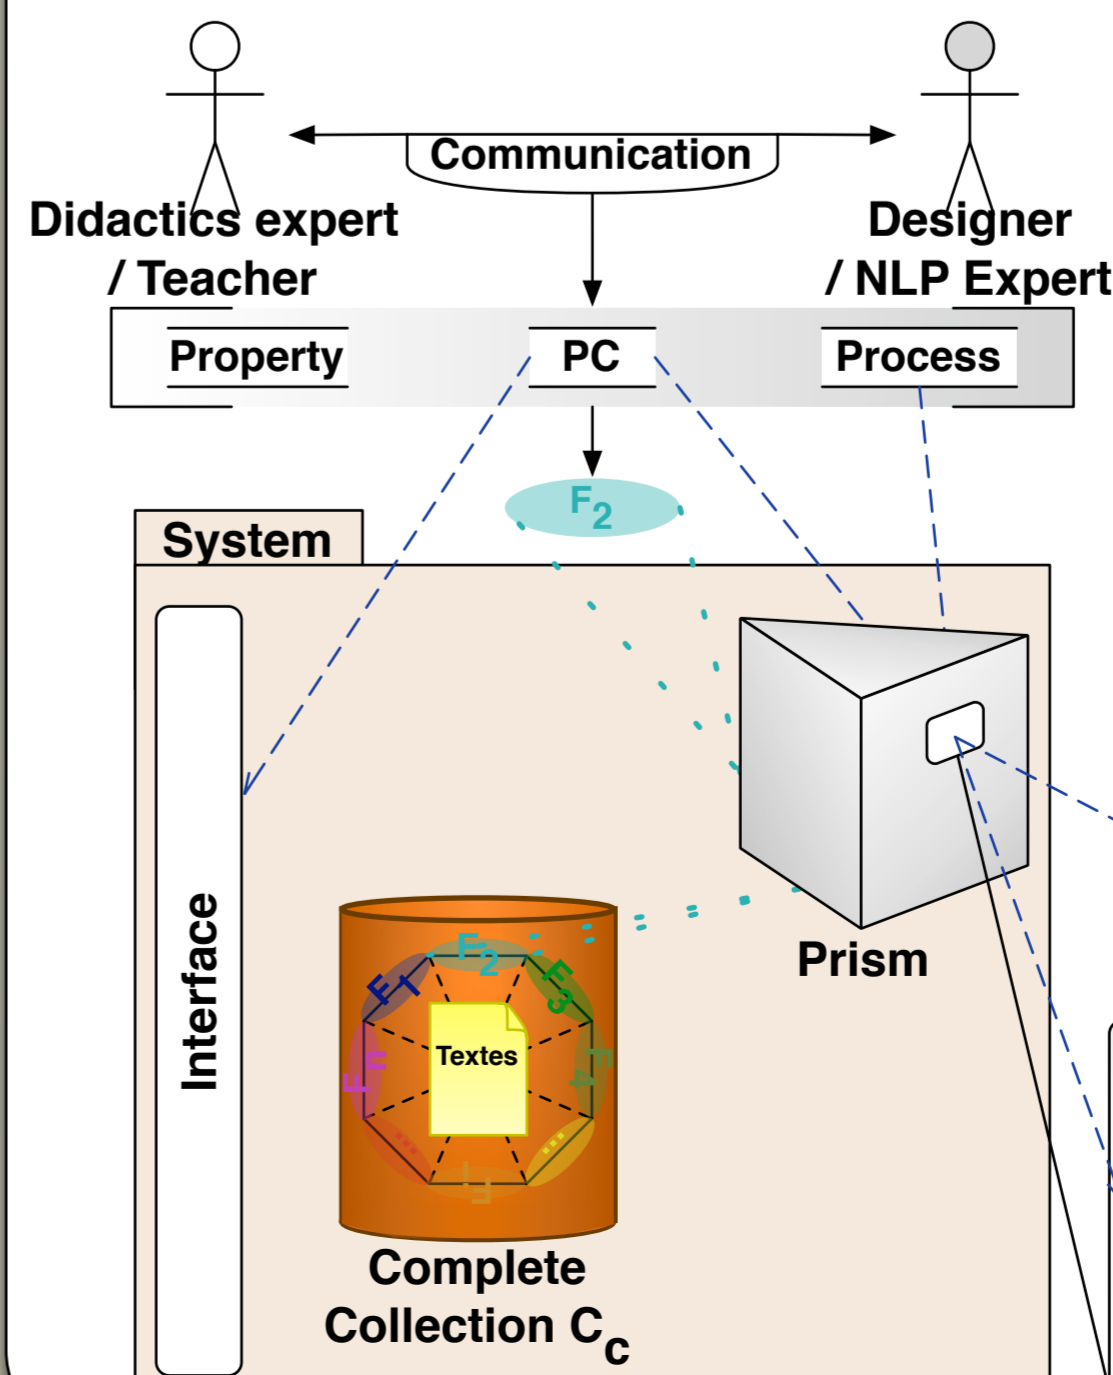 Communication
Didactics expert
/ Teacher
Designer
/ NLP Expert
Property
PC
Process
F2
System
Interface
Prism
F1
F2
F3
F4
...
Fi
...
Fn
Textes
Complete
Collection Cc